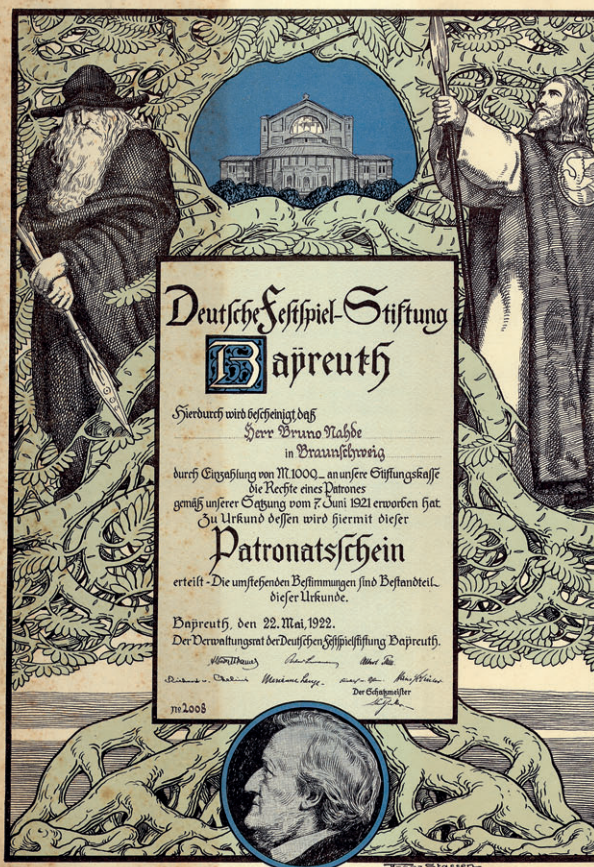 Deutsche Festspiel-Stiftung
Bayreuth
Hierdurch wird bescheinigt daß
Herr Bruno Nahde
in Braunschweig
durch Einzahlung von M.1000_ an unsere Stiftungskasse
die Rechte eines Patrones
gemäß unserer Satzung vom 7. Juni 1921 erworben hat.
Zu Urkund dessen wird hiermit dieser
Patronatsschein
erteilt - Die umstehenden Bestimmungen sind Bestandteil
dieser Urkunde.
Bayreuth, den 22. Mai, 1922.
Der Verwaltungsrat der Deutschen Festspielstiftung Bayreuth.
Der Schatzmeister
No 2008